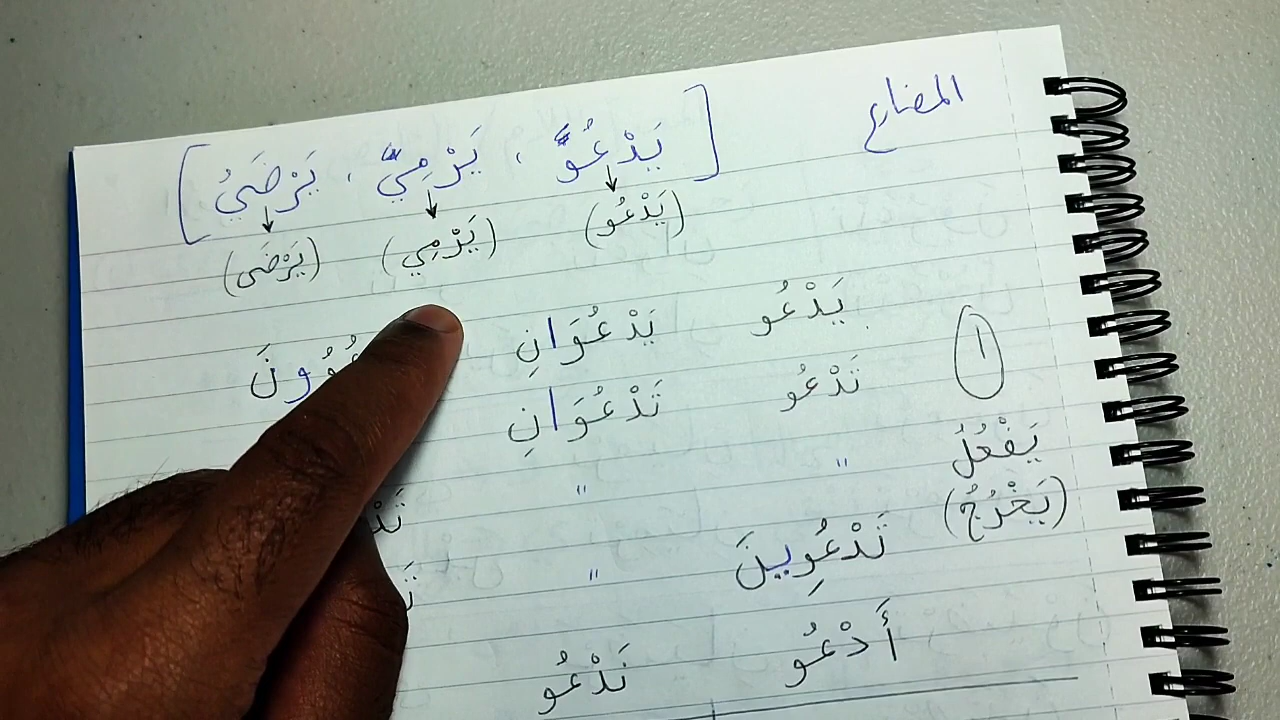 المضارع
[يَدْعُوُ ، يَرْمِيُ ، يَرْضَيُ]
(يَدْعُو) (يَرْمِي) (يَرْضَى)
١ يَدْعُو يَدْعُوَانِ
تَدْعُو تَدْعُوَانِ
يَفْعُلُ " "
(يَخْرُجُ) تَدْعُوِينَ "
أَدْعُو نَدْعُو